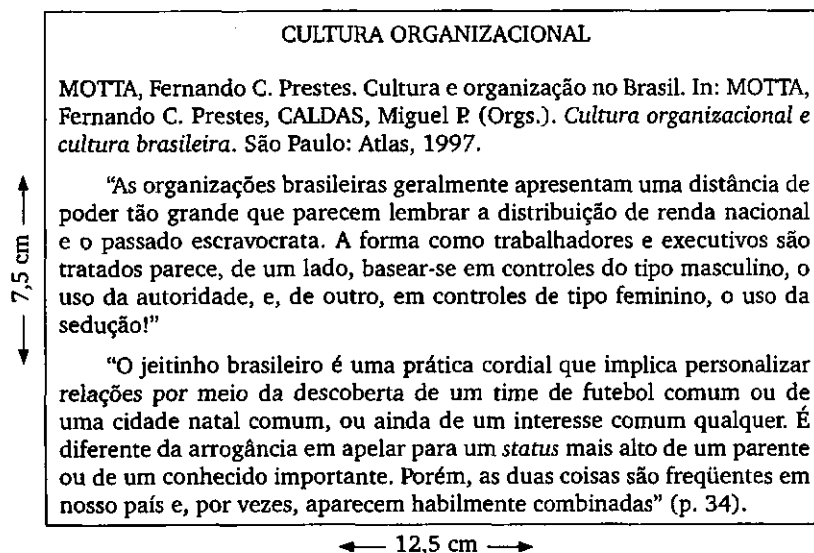 CULTURA ORGANIZACIONAL
MOTTA, Fernando C. Prestes. Cultura e organização no Brasil. In: MOTTA,
Fernando C. Prestes, CALDAS, Miguel P. (Orgs.). Cultura organizacional e
cultura brasileira. São Paulo: Atlas, 1997.
“As organizações brasileiras geralmente apresentam uma distância de
poder tão grande que parecem lembrar a distribuição de renda nacional
e o passado escravocrata. A forma como trabalhadores e executivos são
tratados parece, de um lado, basear-se em controles do tipo masculino, o
uso da autoridade, e, de outro, em controles de tipo feminino, o uso da
sedução!”
“O jeitinho brasileiro é uma prática cordial que implica personalizar
relações por meio da descoberta de um time de futebol comum ou de
uma cidade natal comum, ou ainda de um interesse comum qualquer. É
diferente da arrogância em apelar para um status mais alto de um parente
ou de um conhecido importante. Porém, as duas coisas são freqüentes em
nosso país e, por vezes, aparecem habilmente combinadas” (p. 34).
7,5 cm
12,5 cm